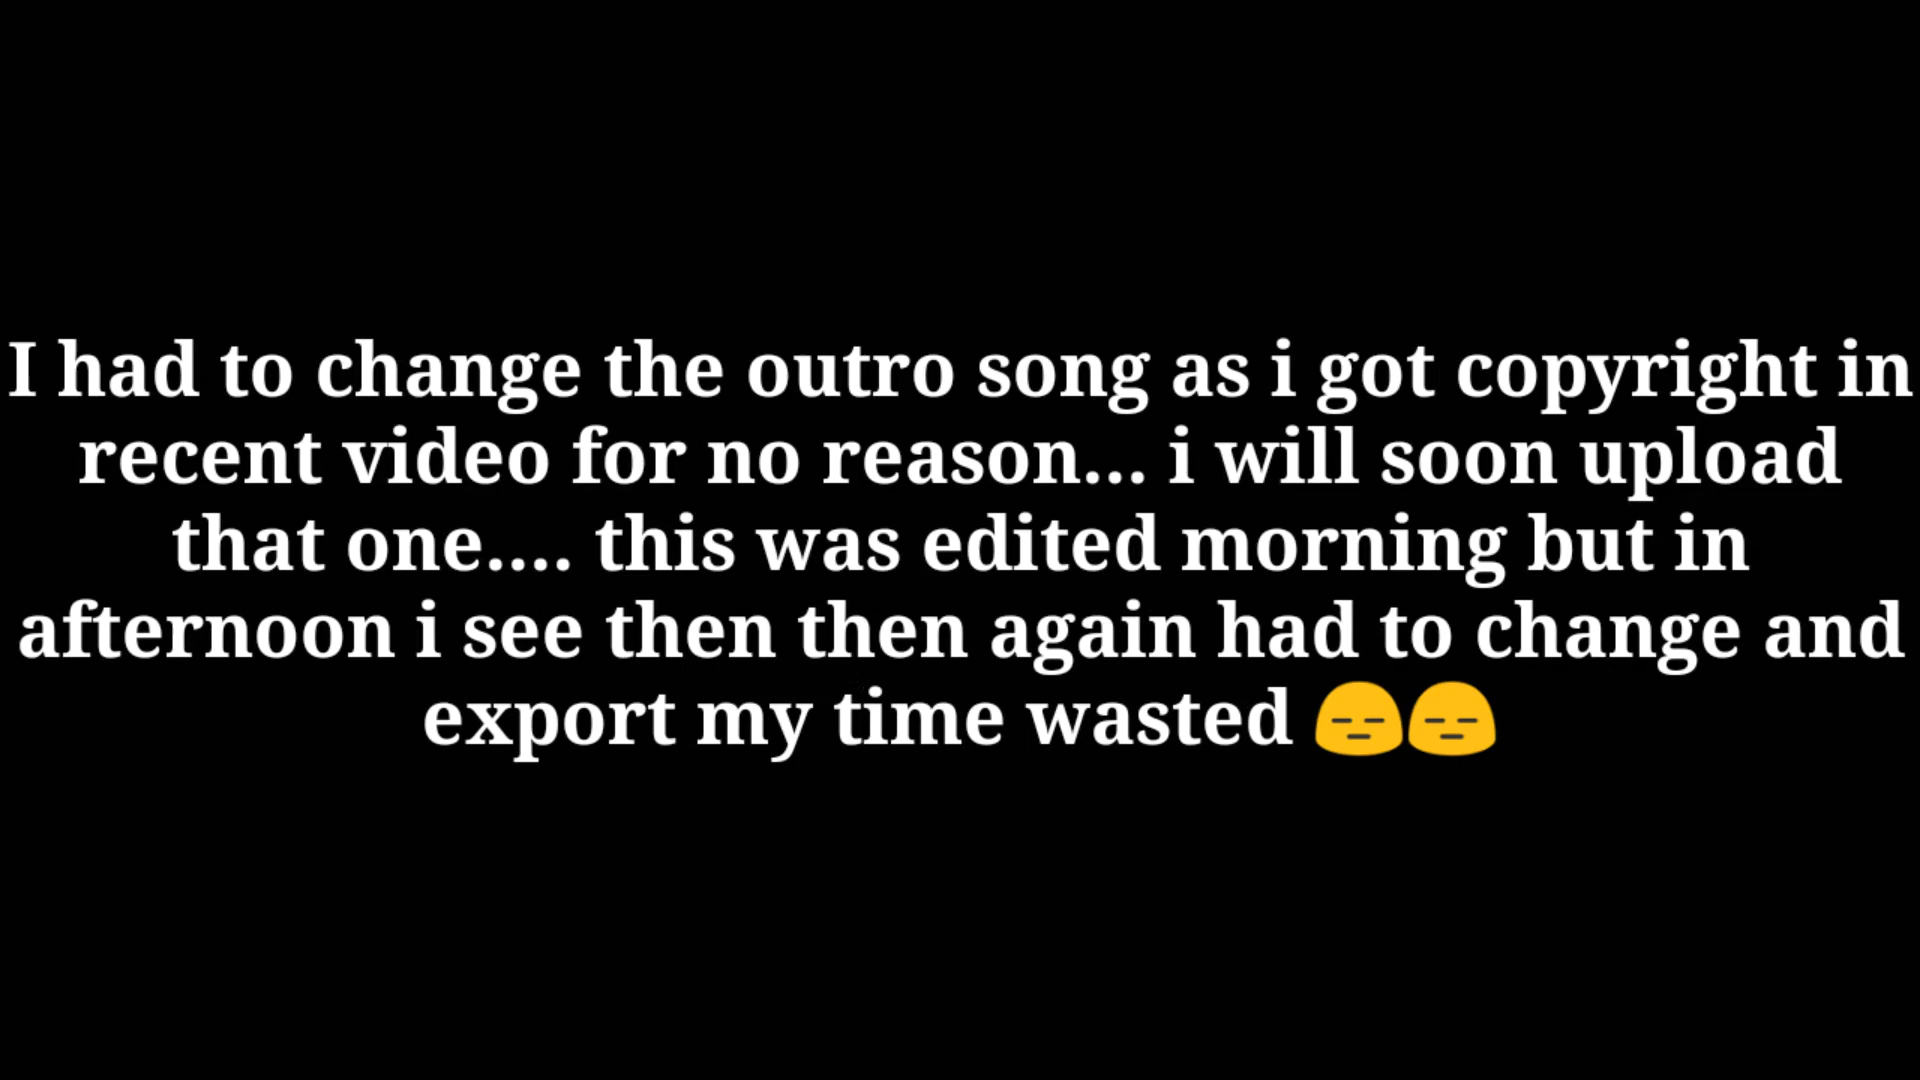 I had to change the outro song as i got copyright in
recent video for no reason... i will soon upload
that one.... this was edited morning but in
afternoon i see then then again had to change and
export my time wasted 😑😑